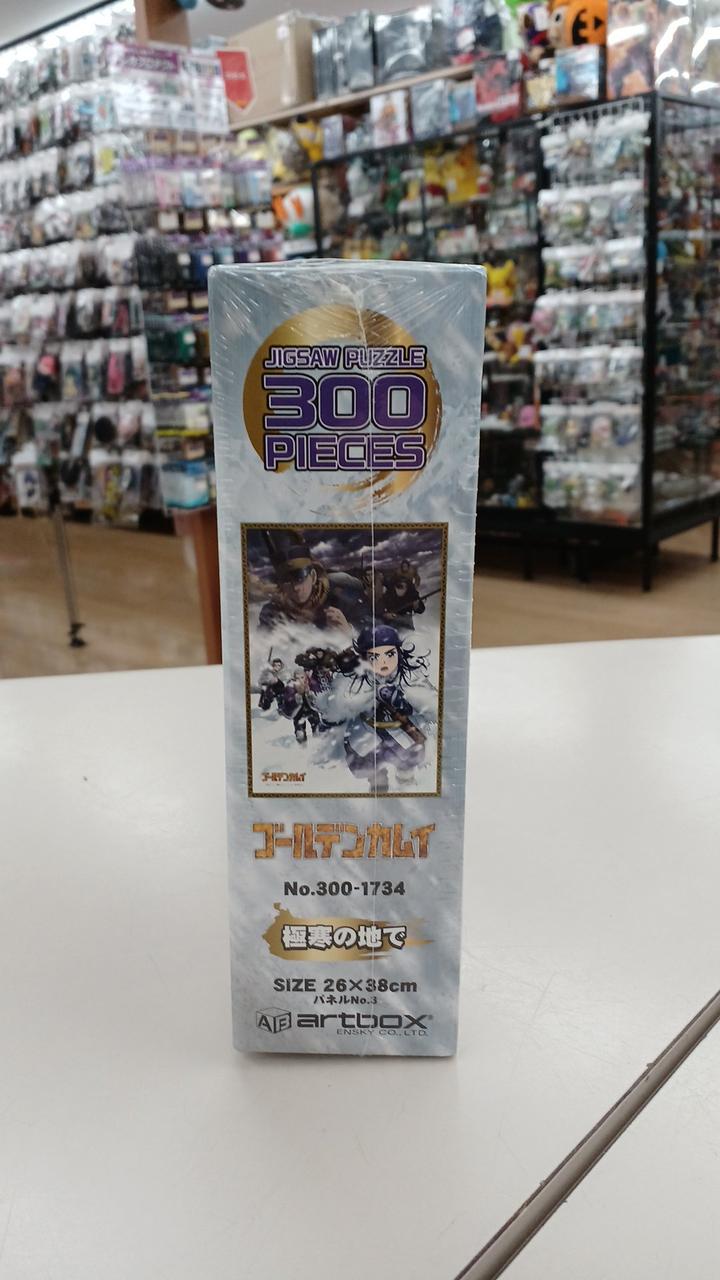 JIGSAW PUZZLE
300
PIECES
ゴールデンカムイ
ゴールデンカムイ
No.300-1734
極寒の地で
SIZE 26×38cm
パネルNo.3
AB artbox
ENSKY CO., LTD.